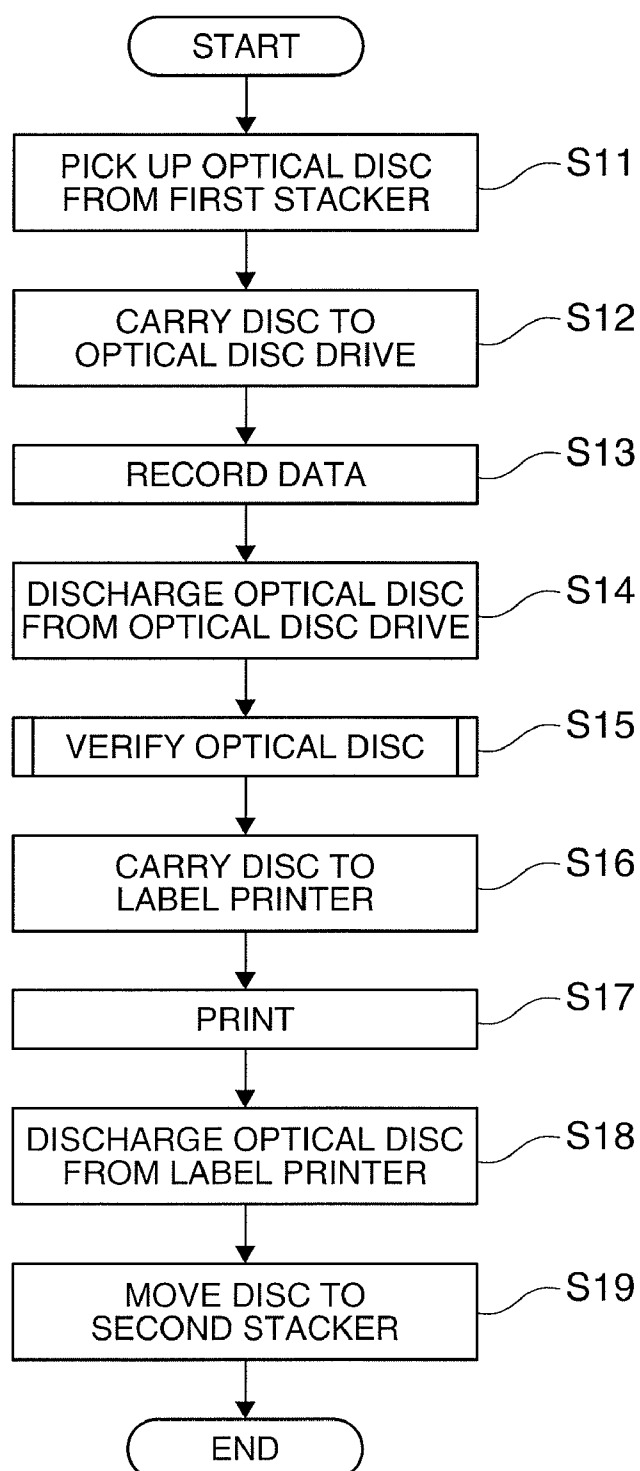 START
PICK UP OPTICAL DISC
FROM FIRST STACKER
S11
CARRY DISC TO
OPTICAL DISC DRIVE
S12
RECORD DATA
S13
DISCHARGE OPTICAL DISC
FROM OPTICAL DISC DRIVE
S14
VERIFY OPTICAL DISC
S15
CARRY DISC TO
LABEL PRINTER
S16
PRINT
S17
DISCHARGE OPTICAL DISC
FROM LABEL PRINTER
S18
MOVE DISC TO
SECOND STACKER
S19
END